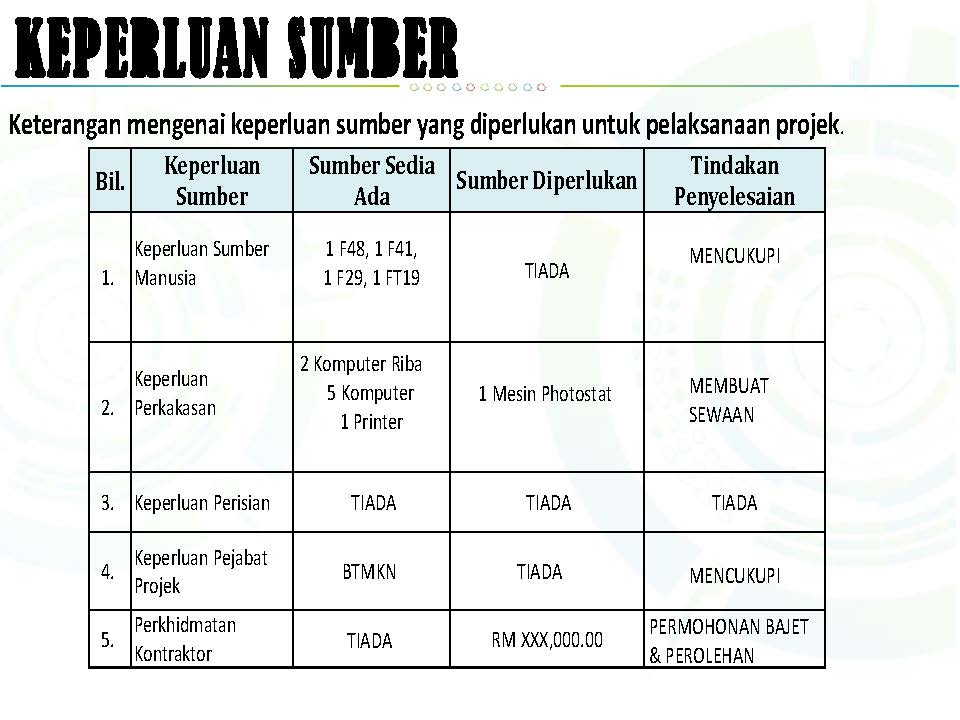 KEPERLUAN SUMBER
Keterangan mengenai keperluan sumber yang diperlukan untuk pelaksanaan projek.
Bil.
Keperluan
Sumber
Sumber Sedia
Ada
Sumber Diperlukan
Tindakan
Penyelesaian
1.
Keperluan Sumber
Manusia
1 F48, 1 F41,
1 F29, 1 FT19
TIADA
MENCUKUPI
2.
Keperluan
Perkakasan
2 Komputer Riba
5 Komputer
1 Printer
1 Mesin Photostat
MEMBUAT
SEWAAN
3.
Keperluan Perisian
TIADA
TIADA
TIADA
4.
Keperluan Pejabat
Projek
BTMKN
TIADA
MENCUKUPI
5.
Perkhidmatan
Kontraktor
TIADA
RM XXX,000.00
PERMOHONAN BAJET
& PEROLEHAN